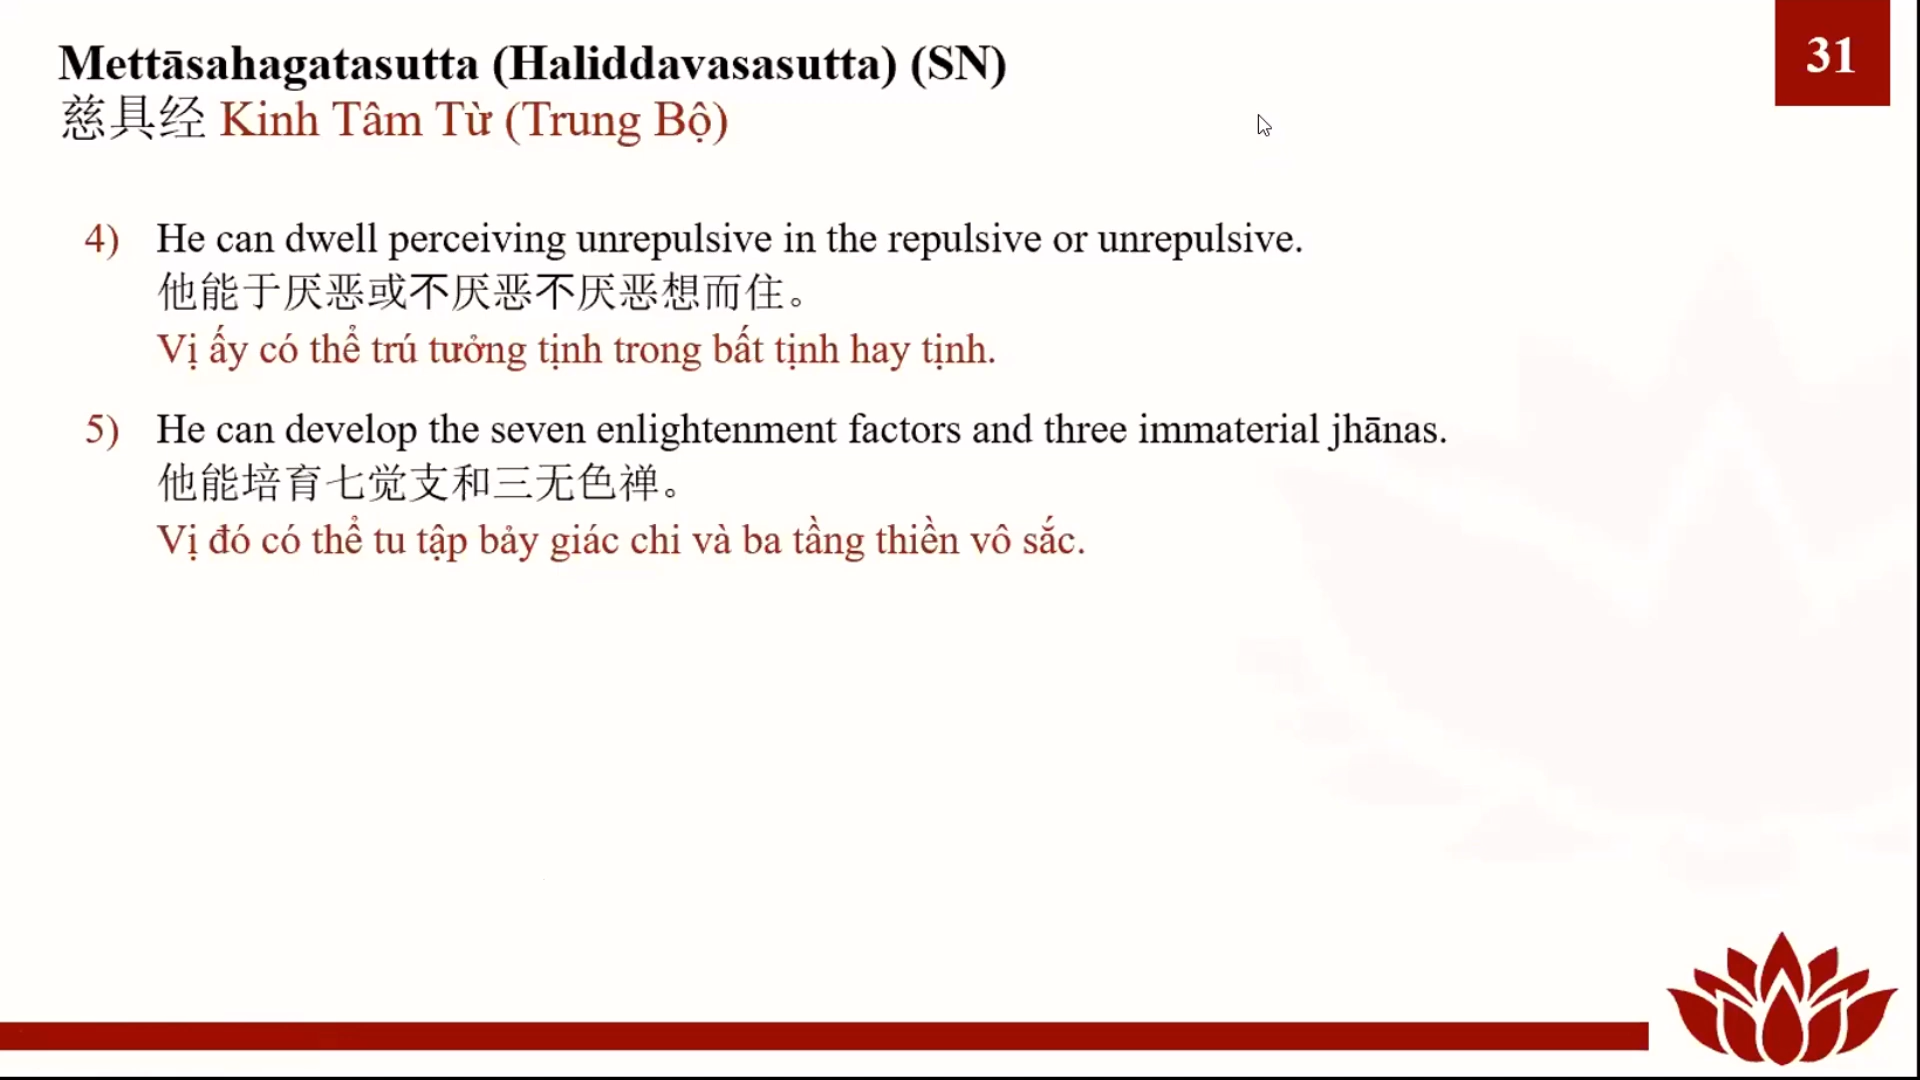 Mettāsahagatasutta (Haliddavasasutta) (SN)
31
慈具经 Kinh Tâm Từ (Trung Bộ)
4) He can dwell perceiving unrepulsive in the repulsive or unrepulsive.
他能于厌恶或不厌恶不厌恶想而住。
Vị ấy có thể trú tưởng tịnh trong bất tịnh hay tịnh.
5) He can develop the seven enlightenment factors and three immaterial jhānas.
他能培育七觉支和三无色禅。
Vị đó có thể tu tập bảy giác chi và ba tầng thiền vô sắc.